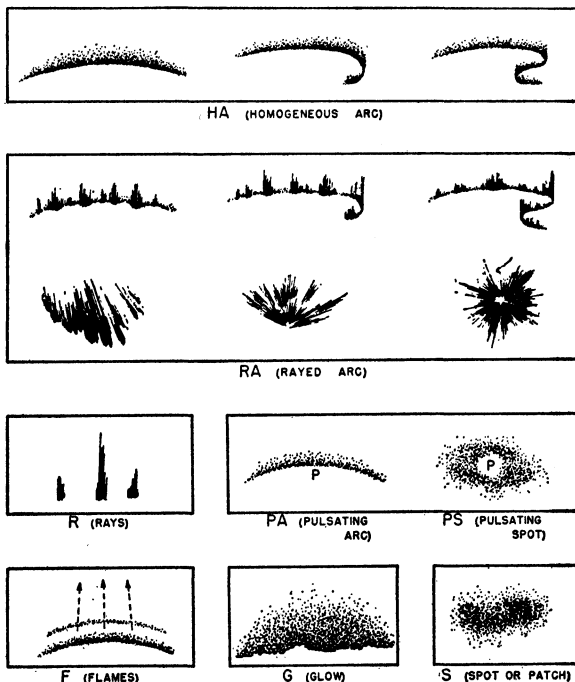 HA (HOMOGENEOUS ARC)
RA (RAYED ARC)
R (RAYS)
P
PA (PULSATING ARC)
P
PS (PULSATING SPOT)
F (FLAMES)
G (GLOW)
S (SPOT OR PATCH)